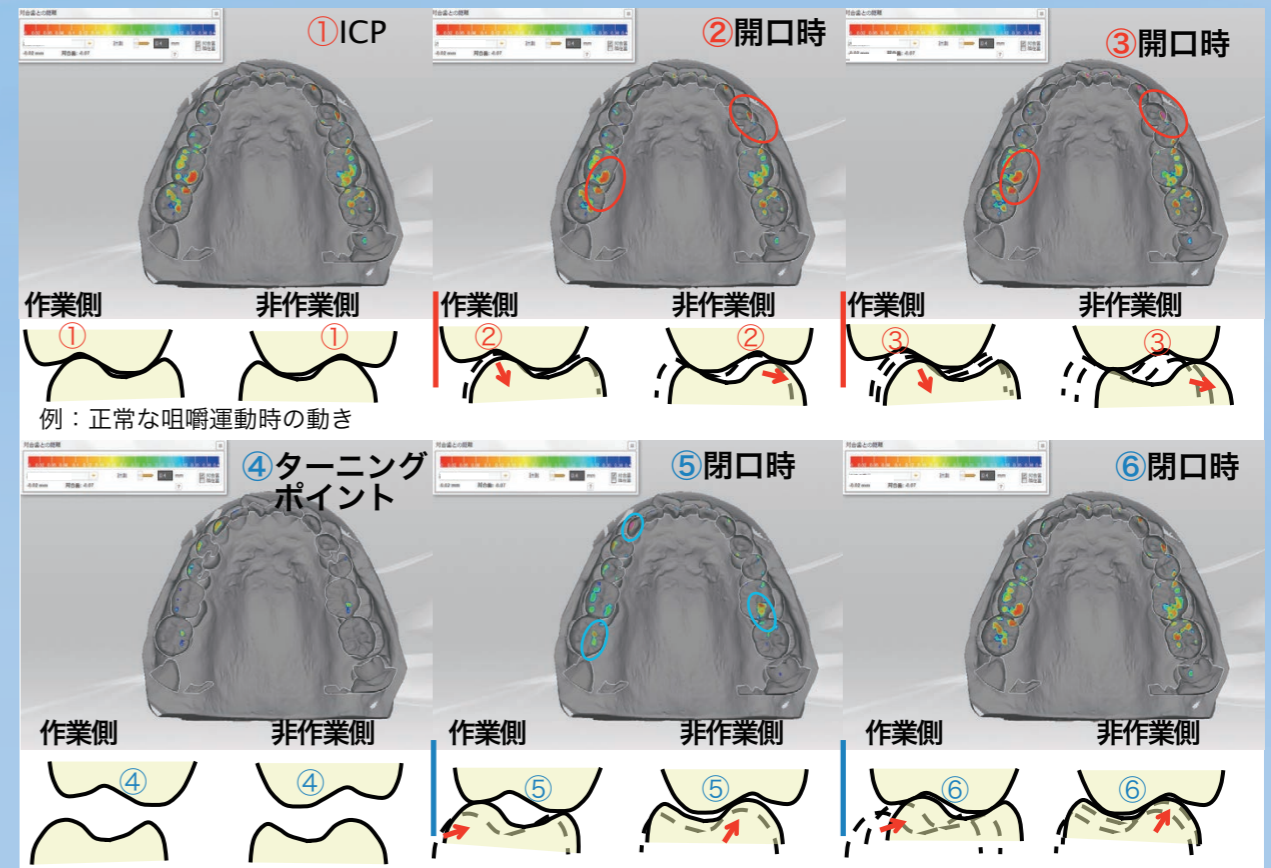 ①ICP
②開口時
③開口時
作業側
非作業側
作業側
非作業側
作業側
非作業側
①
①
②
②
③
③
例：正常な咀嚼運動時の動き
④ターニング
ポイント
⑤閉口時
⑥閉口時
作業側
非作業側
作業側
非作業側
作業側
非作業側
④
④
⑤
⑤
⑥
⑥